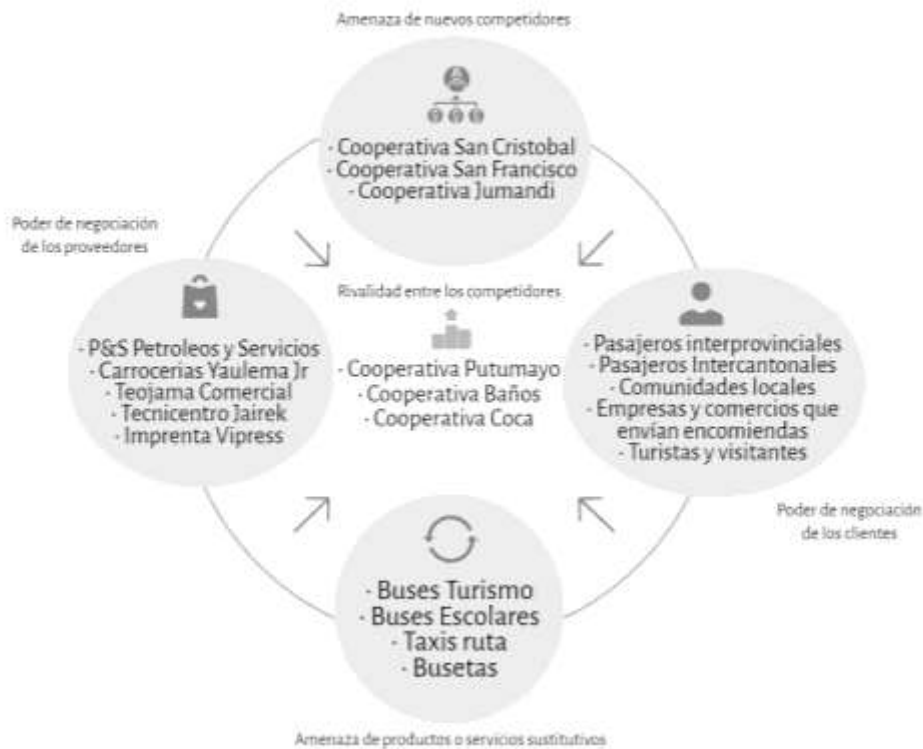 Amenaza de nuevos competidores
· Cooperativa San Cristobal
· Cooperativa San Francisco
· Cooperativa Jumandi
Poder de negociación
de los proveedores
· P&S Petroleos y Servicios
· Carrocerias Yaulema Jr
· Teojama Comercial
· Tecnicentro Jairek
· Imprenta Vipress
Rivalidad entre los competidores
· Cooperativa Putumayo
· Cooperativa Baños
· Cooperativa Coca
· Pasajeros interprovinciales
· Pasajeros Intercantonales
· Comunidades locales
· Empresas y comercios que
envían encomiendas
· Turistas y visitantes
Poder de negociación
de los clientes
· Buses Turismo
· Buses Escolares
· Taxis ruta
· Busetas
Amenaza de productos o servicios sustitutivos